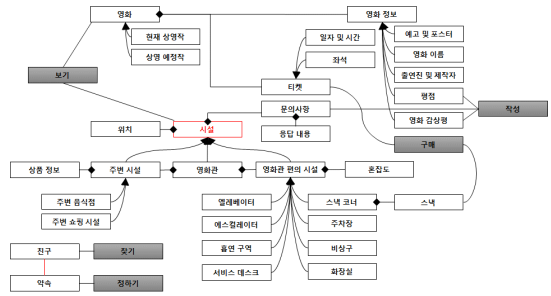 영화
영화 정보
현재 상영작
상영 예정작
일자 및 시간
좌석
예고 및 포스터
영화 이름
출연진 및 제작자
평점
영화 감상평
보기
티켓
문의사항
작성
위치
시설
응답 내용
구매
상품 정보
주변 시설
영화관
영화관 편의 시설
혼잡도
주변 음식점
주변 쇼핑 시설
엘레베이터
에스컬레이터
흡연 구역
서비스 데스크
스낵 코너
주차장
비상구
화장실
스낵
친구
찾기
약속
정하기